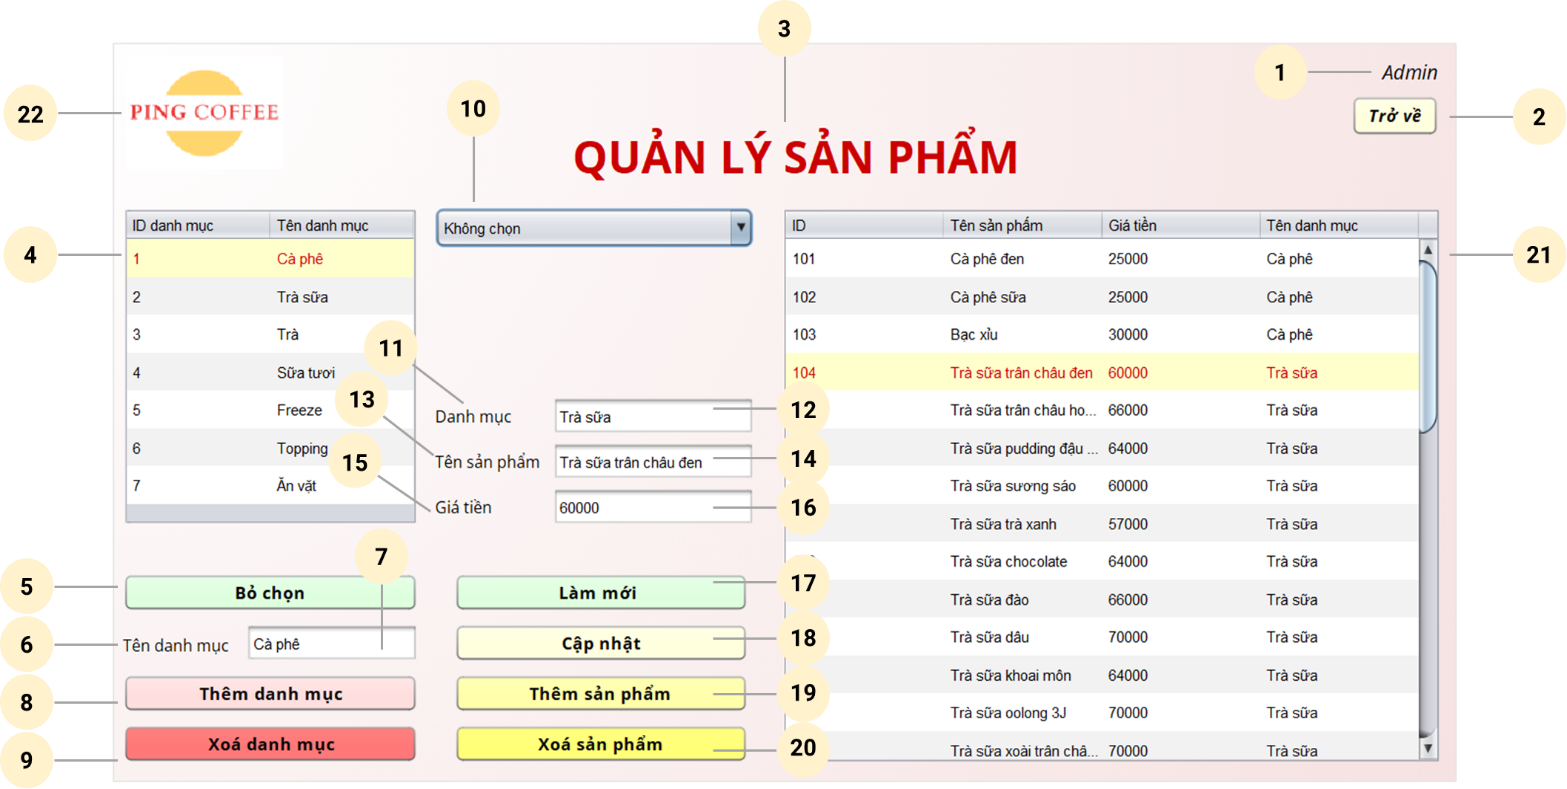 3
1 Admin
22 PING COFFEE
10
Trở về 2
QUẢN LÝ SẢN PHẨM
4
ID danh mục Tên danh mục
1 Cà phê
2 Trà sữa
3 Trà
4 Sữa tươi
5 Freeze
6 Topping
7 Ăn vặt
Không chọn
11
13
15
Danh mục Trà sữa 12
Tên sản phẩm Trà sữa trân châu đen 14
Giá tiền 60000 16
7
5 Bỏ chọn
6 Tên danh mục Cà phê
8 Thêm danh mục
9 Xoá danh mục
Làm mới 17
Cập nhật 18
Thêm sản phẩm 19
Xoá sản phẩm 20
21
ID Tên sản phẩm Giá tiền Tên danh mục
101 Cà phê đen 25000 Cà phê
102 Cà phê sữa 25000 Cà phê
103 Bạc xỉu 30000 Cà phê
104 Trà sữa trân châu đen 60000 Trà sữa
Trà sữa trân châu ho... 66000 Trà sữa
Trà sữa pudding đậu ... 64000 Trà sữa
Trà sữa sương sáo 60000 Trà sữa
Trà sữa trà xanh 57000 Trà sữa
Trà sữa chocolate 64000 Trà sữa
Trà sữa đào 66000 Trà sữa
Trà sữa dâu 70000 Trà sữa
Trà sữa khoai môn 64000 Trà sữa
Trà sữa oolong 3J 70000 Trà sữa
Trà sữa xoài trân châ... 70000 Trà sữa